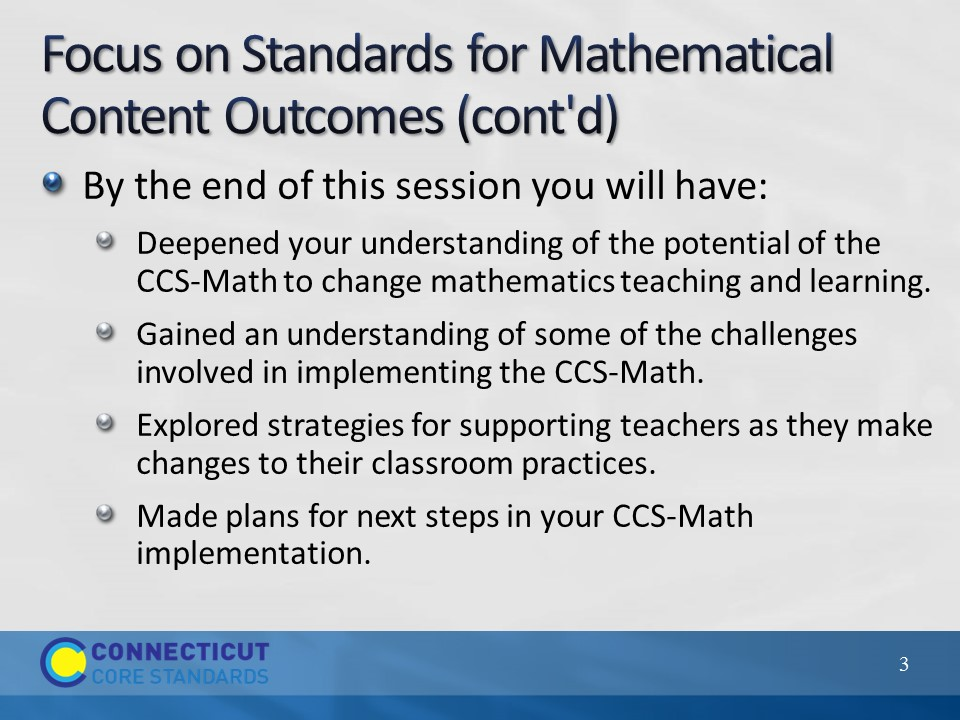 Focus on Standards for Mathematical
Content Outcomes (cont'd)
By the end of this session you will have:
Deepened your understanding of the potential of the
CCS-Math to change mathematics teaching and learning.
Gained an understanding of some of the challenges
involved in implementing the CCS-Math.
Explored strategies for supporting teachers as they make
changes to their classroom practices.
Made plans for next steps in your CCS-Math
implementation.
CONNECTICUT
CORE STANDARDS
3